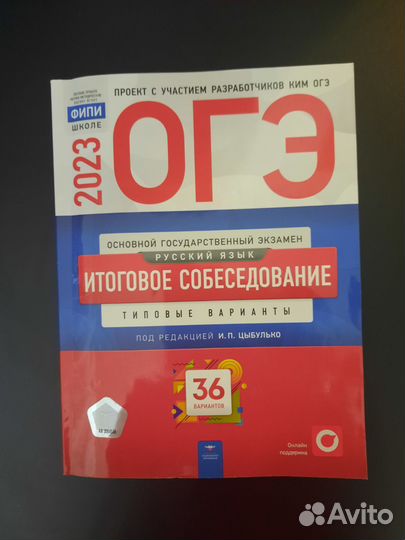 ПРОЕКТ С УЧАСТИЕМ РАЗРАБОТЧИКОВ КИМ ОГЭ
ФИПИ
ШКОЛЕ
2023
ОГЭ
ОСНОВНОЙ ГОСУДАРСТВЕННЫЙ ЭКЗАМЕН
РУССКИЙ ЯЗЫК
ИТОГОВОЕ СОБЕСЕДОВАНИЕ
ТИПОВЫЕ ВАРИАНТЫ
ПОД РЕДАКЦИЕЙ И.П. ЦЫБУЛЬКО
36
ВАРИАНТОВ
Онлайн
поддержка
Avito